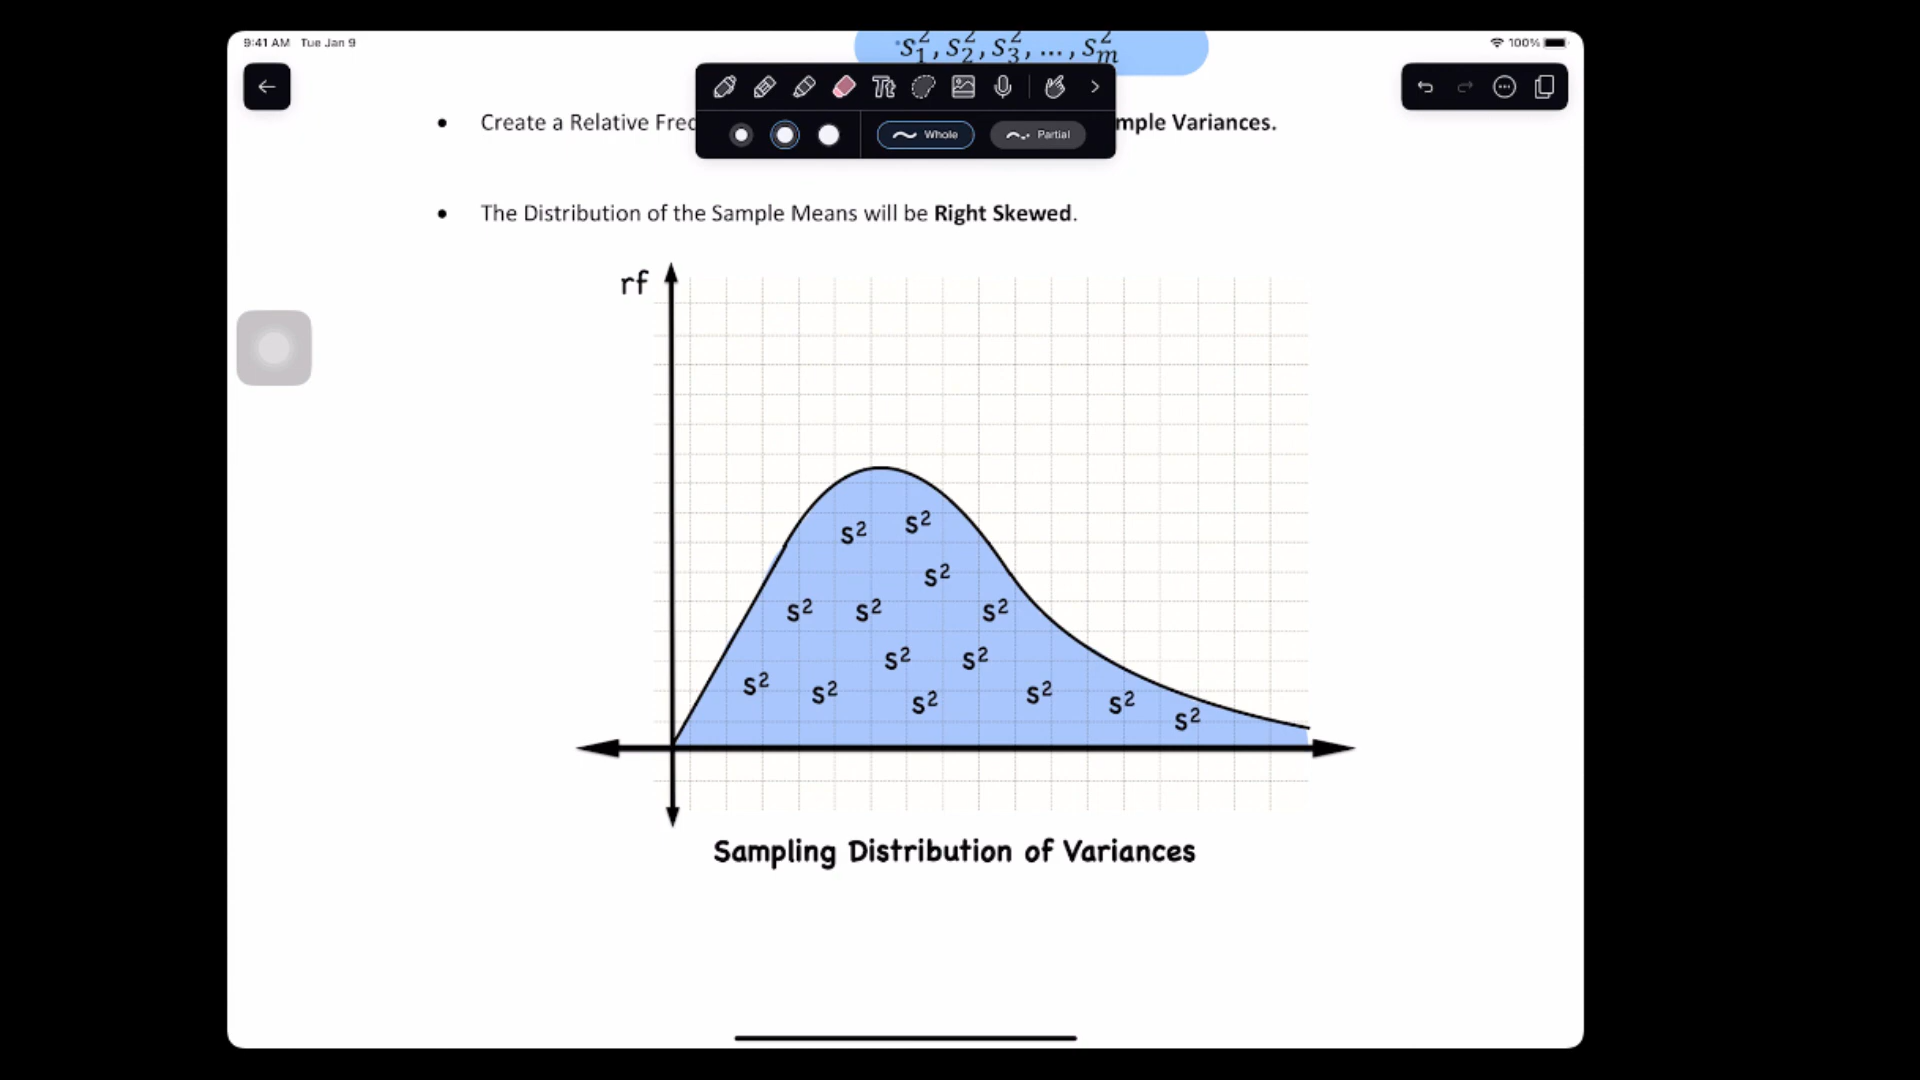 9:41 AM Tue Jan 9
100%
s₁², s₂², s₃², …, sₘ²
Tt
Whole
Partial
• Create a Relative Freq mple Variances.
• The Distribution of the Sample Means will be Right Skewed.
rf
s² s²
s²
s² s² s²
s² s²
s² s² s² s² s²
s²
Sampling Distribution of Variances